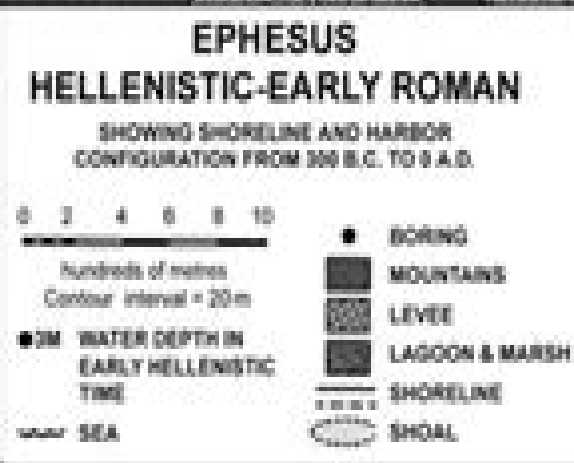 EPHESUS
HELLENISTIC-EARLY ROMAN
SHOWING SHORELINE AND HARBOR
CONFIGURATION FROM 300 B.C. TO 0 A.D.
0 2 4 6 8 10
hundreds of metres
Contour interval = 20m
3M WATER DEPTH IN
EARLY HELLENISTIC
TIME
SEA
BORING
MOUNTAINS
LEVEE
LAGOON & MARSH
SHORELINE
SHOAL